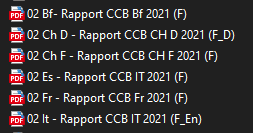 02 Bf- Rapport CCB Bf 2021 (F)
02 Ch D - Rapport CCB CH D 2021 (F_D)
02 Ch F - Rapport CCB CH F 2021 (F)
02 Es - Rapport CCB IT 2021 (F)
02 Fr - Rapport CCB Fr 2021 (F)
02 It - Rapport CCB IT 2021 (F_En)